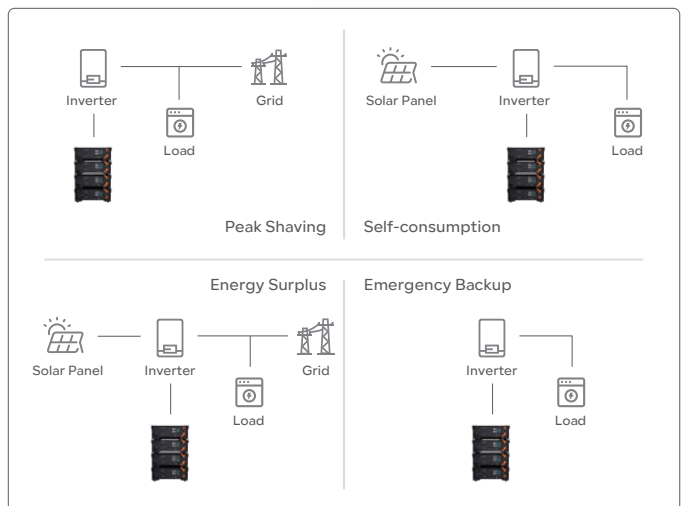 Inverter
Grid
Load
Peak Shaving
Solar Panel
Inverter
Load
Self-consumption
Energy Surplus
Solar Panel
Inverter
Grid
Load
Emergency Backup
Inverter
Load